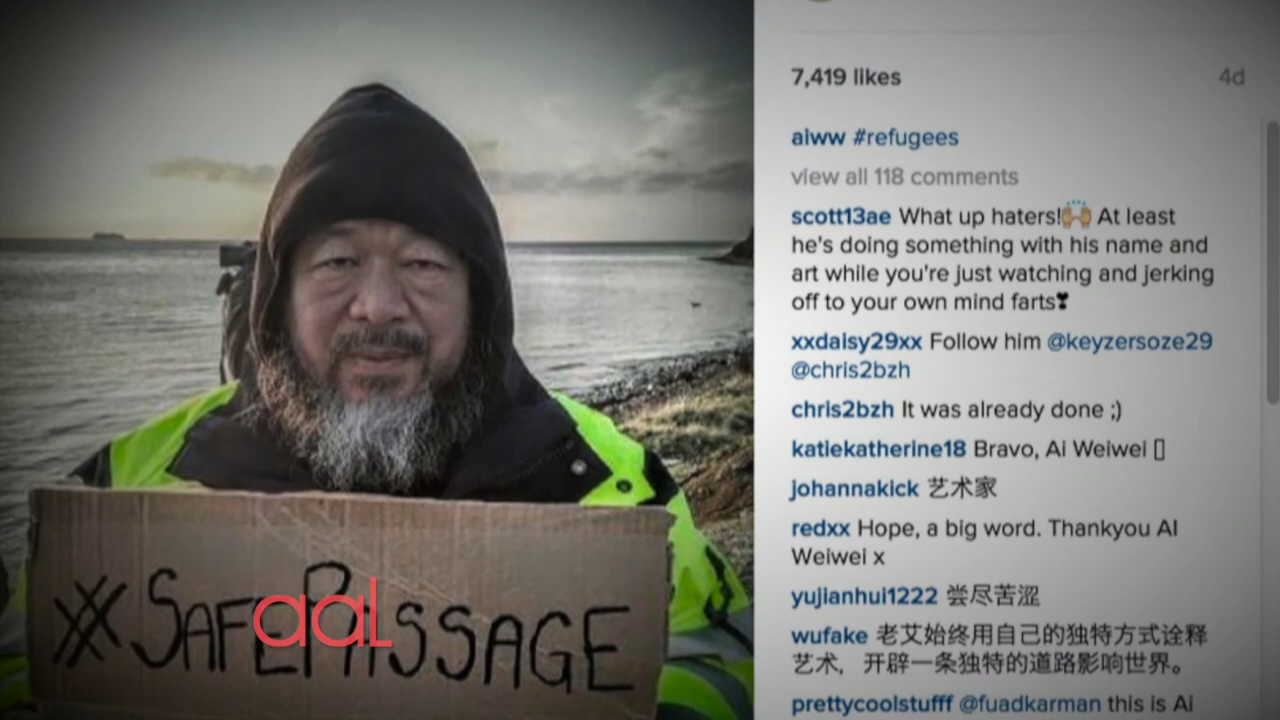 #SAFEPASSAGE
aaL
7,419 likes
4d
aiww #refugees
view all 118 comments
scott13ae What up haters!🙌🏼 At least
he's doing something with his name and
art while you're just watching and jerking
off to your own mind farts❣
xxdaisy29xx Follow him @keyzersoze29
@chris2bzh
chris2bzh It was already done ;)
katiekatherine18 Bravo, Ai Weiwei
johannakick 艺术家
redxx Hope, a big word. Thankyou AI
Weiwei x
yujianhui1222 尝尽苦涩
wufake 老艾始终用自己的独特方式诠释
艺术，开辟一条独特的道路影响世界。
prettycoolstufff @fuadkarman this is Ai